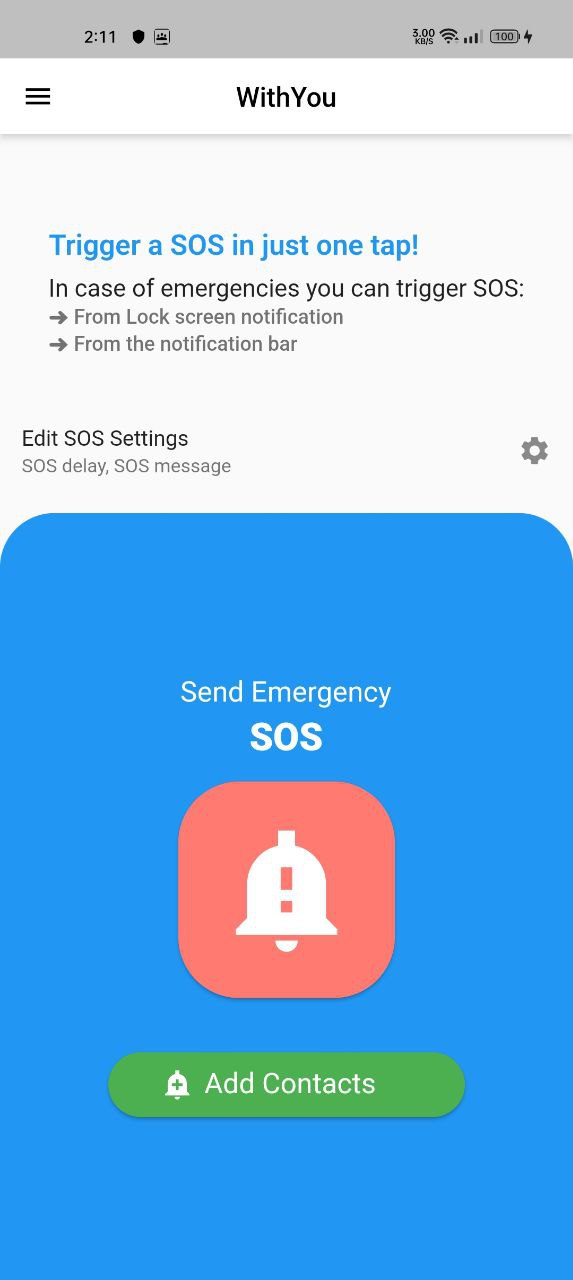 2:11
3.00
KB/S
100
WithYou
Trigger a SOS in just one tap!
In case of emergencies you can trigger SOS:
➔ From Lock screen notification
➔ From the notification bar
Edit SOS Settings
SOS delay, SOS message
Send Emergency
SOS
Add Contacts